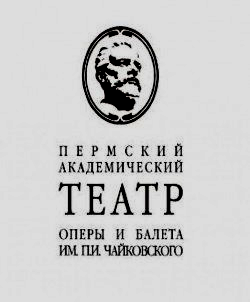 ПЕРМСКИЙ
АКАДЕМИЧЕСКИЙ
ТЕАТР
ОПЕРЫ И БАЛЕТА
ИМ. П.И. ЧАЙКОВСКОГО